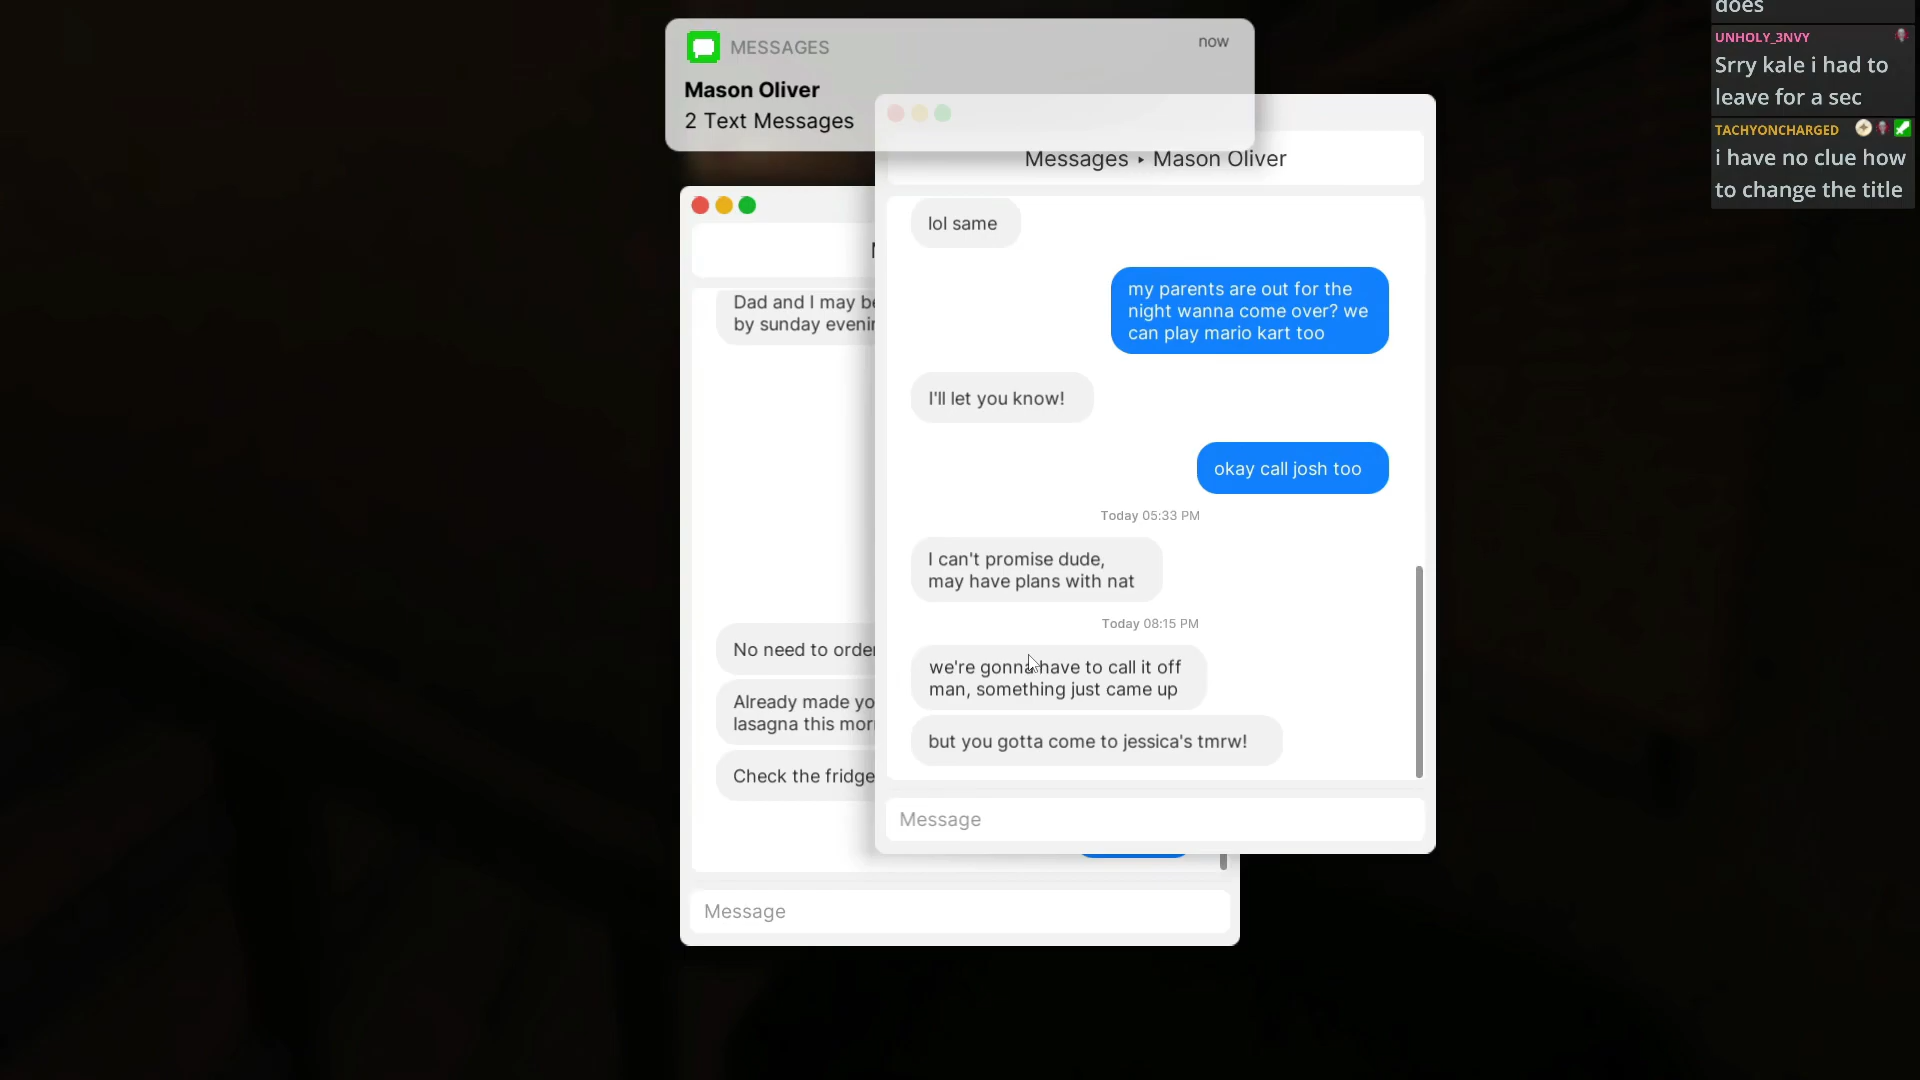 MESSAGES
now
Mason Oliver
2 Text Messages
Messages ‣ Mason Oliver
lol same
my parents are out for the
night wanna come over? we
can play mario kart too
I'll let you know!
okay call josh too
Today 05:33 PM
I can't promise dude,
may have plans with nat
Today 08:15 PM
we're gonna have to call it off
man, something just came up
but you gotta come to jessica's tmrw!
Message
Dad and I may
by sunday
No need to
Already made
lasagna this
Check the fridge
Message
does
UNHOLY_3NVY
Srry kale i had to
leave for a sec
TACHYONCHARGED
i have no clue how
to change the title